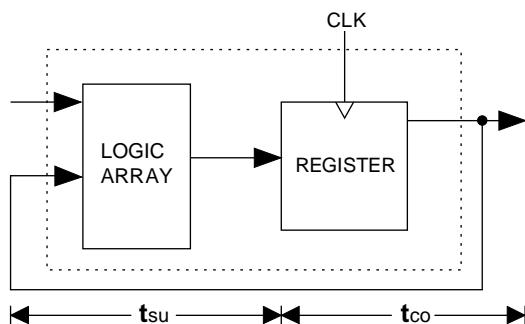 CLK
LOGIC
ARRAY
REGISTER
tsu
tco